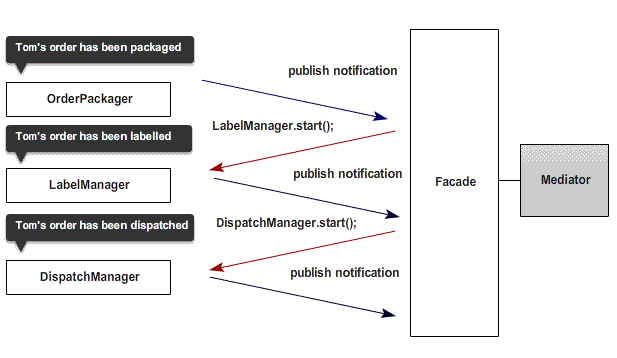 Tom's order has been packaged
OrderPackager
publish notification
LabelManager.start();
Tom's order has been labelled
LabelManager
publish notification
DispatchManager.start();
Tom's order has been dispatched
DispatchManager
publish notification
Facade
Mediator